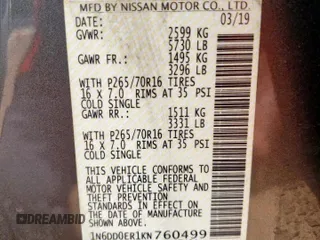 MFD BY NISSAN MOTOR CO., LTD.
DATE: 03/19
GVWR: 2599 KG
5730 LB
GAWR FR.: 1495 KG
3296 LB
WITH P265/70R16 TIRES
16 X 7.0 RIMS AT 35 PSI
COLD SINGLE
GAWR RR.: 1511 KG
3331 LB
WITH P265/70R16 TIRES
16 X 7.0 RIMS AT 35 PSI
COLD SINGLE
THIS VEHICLE CONFORMS TO
ALL APPLICABLE FEDERAL
MOTOR VEHICLE SAFETY
AND THEFT PREVENTION
STANDARDS IN EFFECT ON
THE DATE OF MANUFACTURE
SHOWN ABOVE.
1N6DD0ER1KN760499
DREAMBID